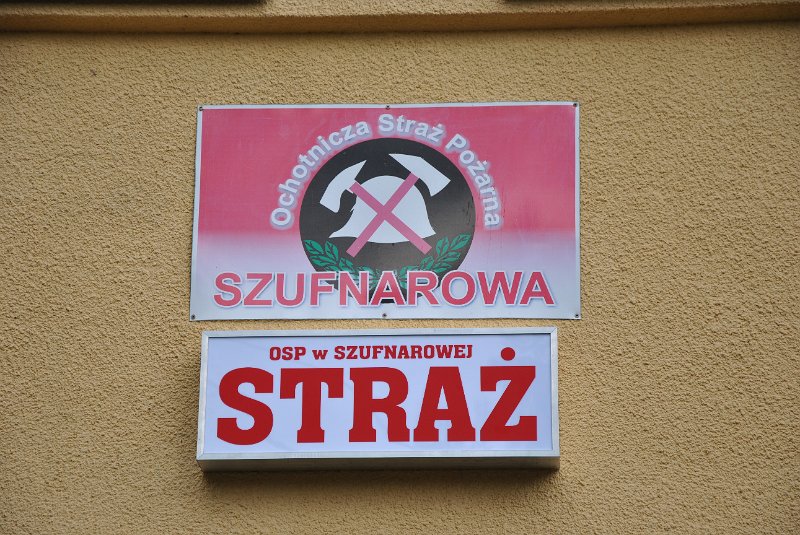 Ochotnicza Straż Pożarna
SZUFNAROWA
OSP w SZUFNAROWEJ
STRAŻ